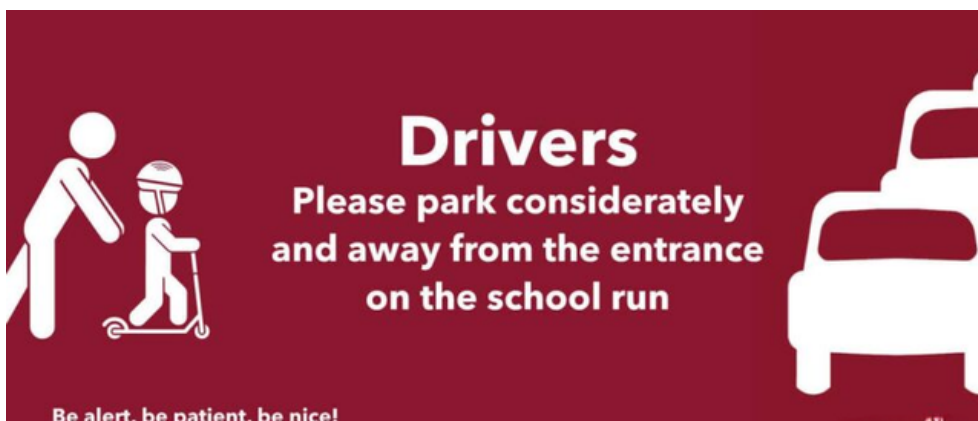 Drivers
Please park considerately
and away from the entrance
on the school run
Be alert, be patient, be nice!